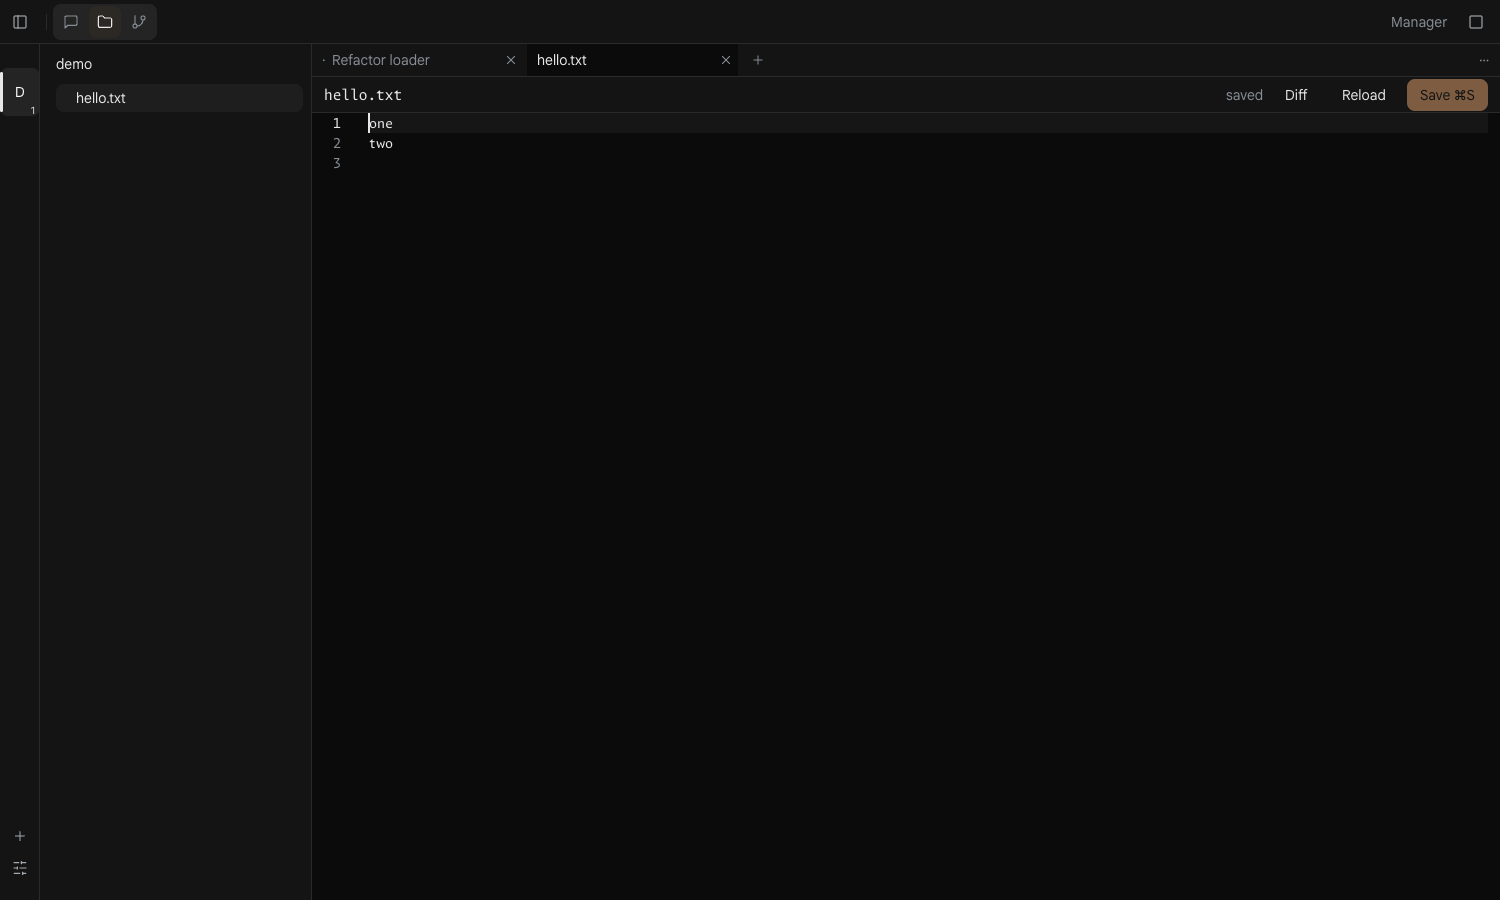 Manager
demo
· Refactor loader
hello.txt
D
1
hello.txt
hello.txt
saved
Diff
Reload
Save ⌘S
1 one
2 two
3